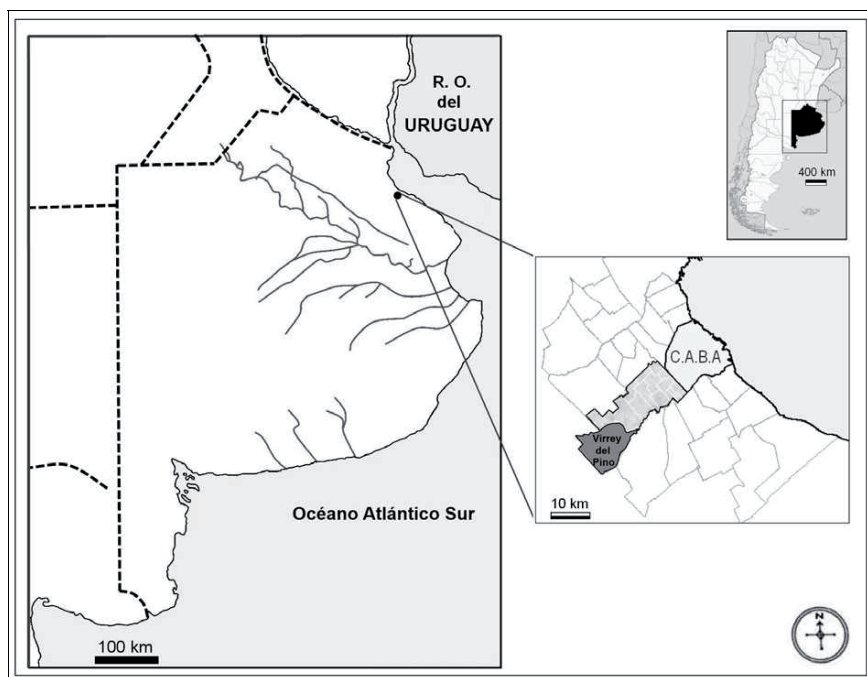 R. O.
del
URUGUAY
Océano Atlántico Sur
100 km
400 km
C.A.B.A
Virrey
del
Pino
10 km
N